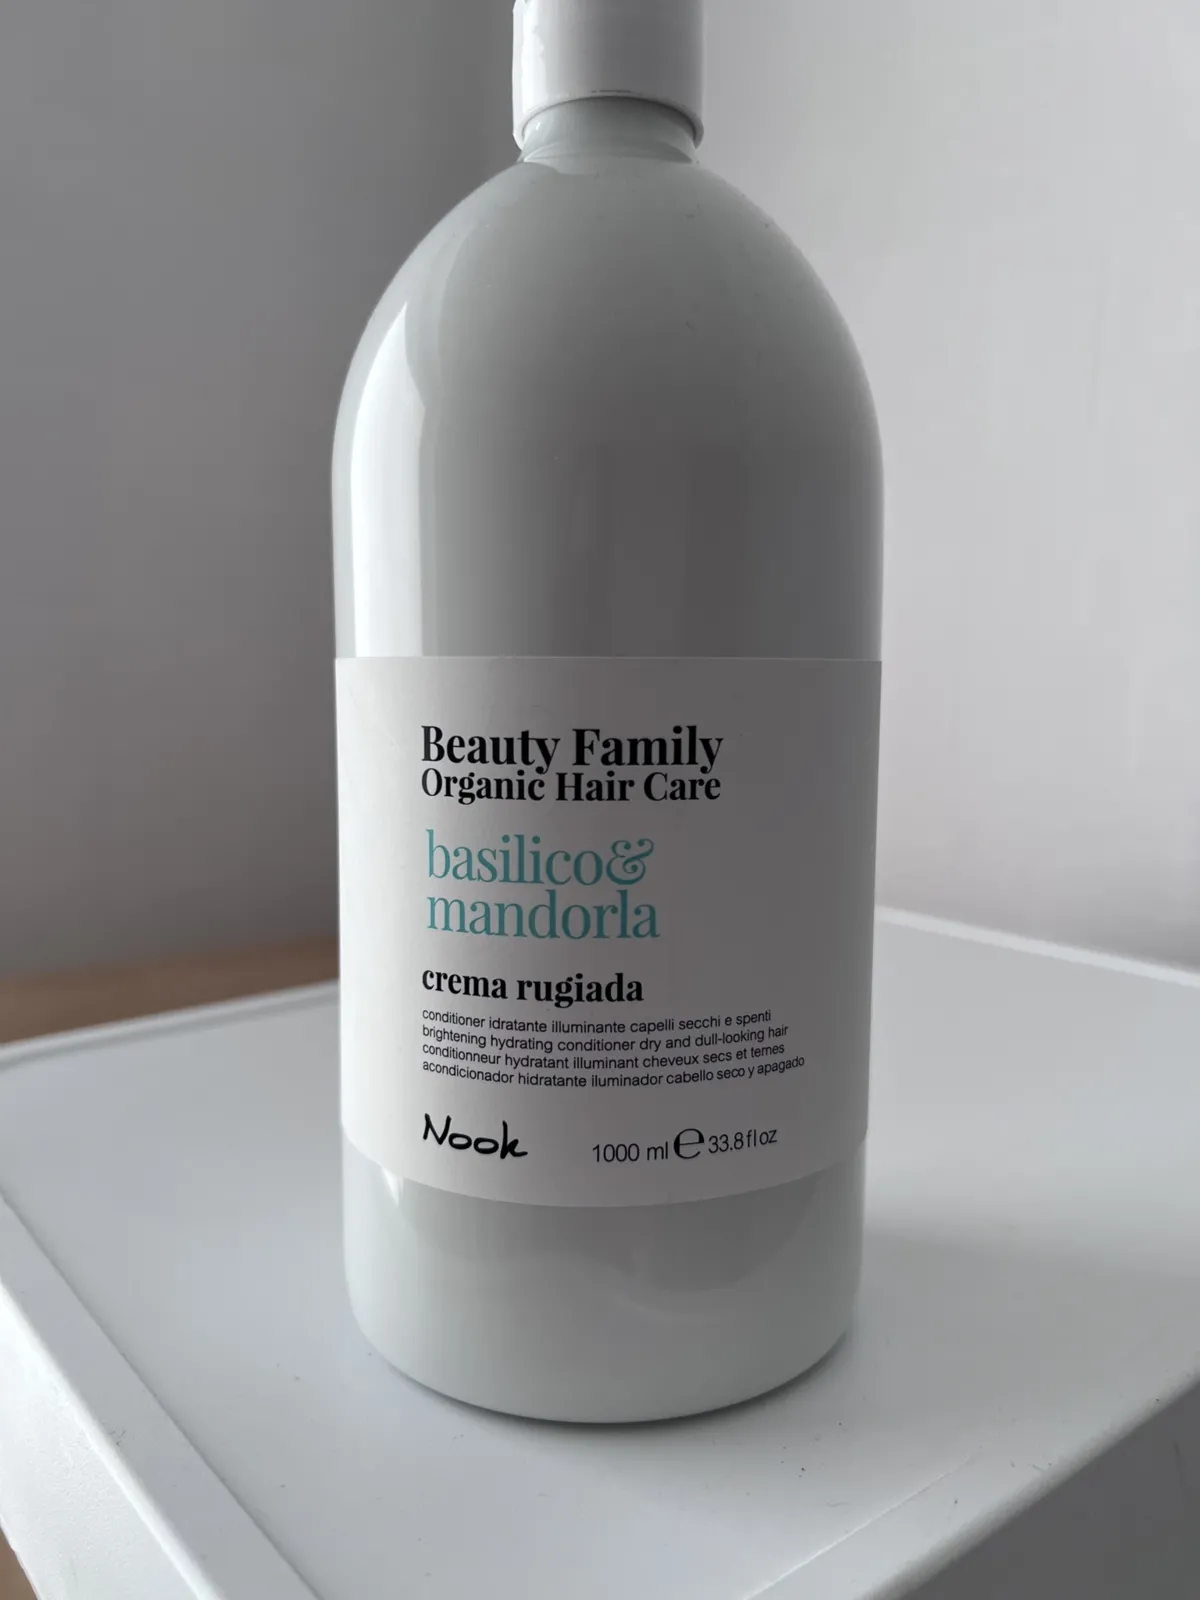 Beauty Family
Organic Hair Care
basilico&
mandorla
crema rugiada
conditioner idratante illuminante capelli secchi e spenti
brightening hydrating conditioner dry and dull-looking hair
conditionneur hydratant illuminant cheveux secs et ternes
acondicionador hidratante iluminador cabello seco y apagado
Nook 1000 ml ℮ 33.8 fl oz